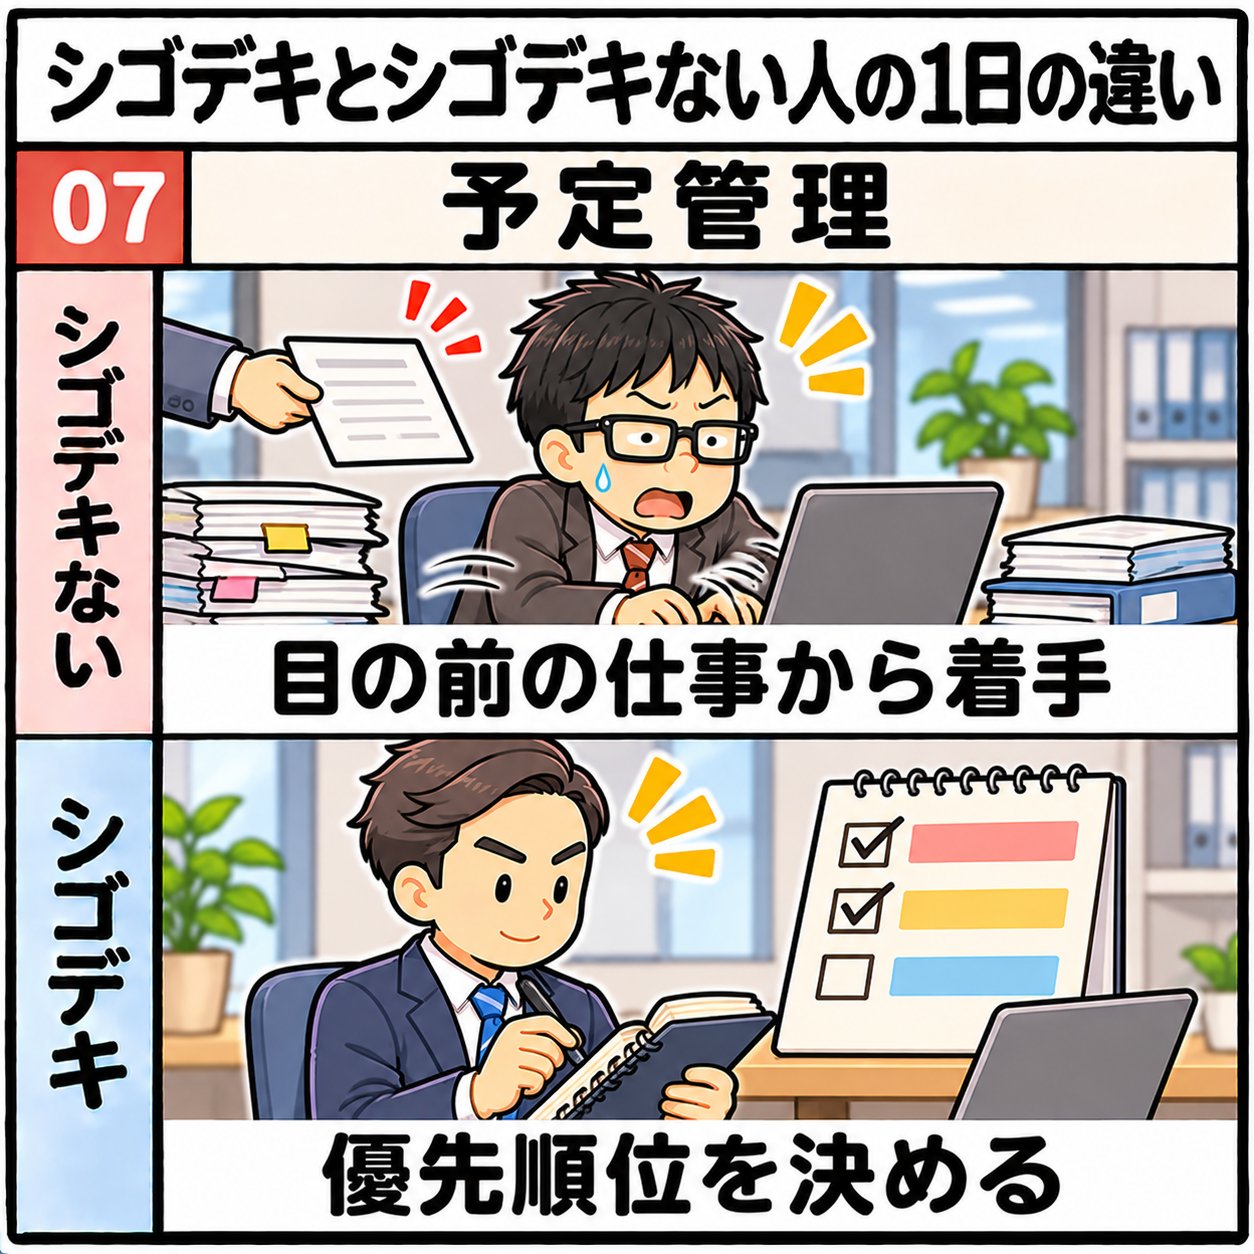 シゴデキとシゴデキない人の1日の違い
07
予定管理
シゴデキない
目の前の仕事から着手
シゴデキ
優先順位を決める